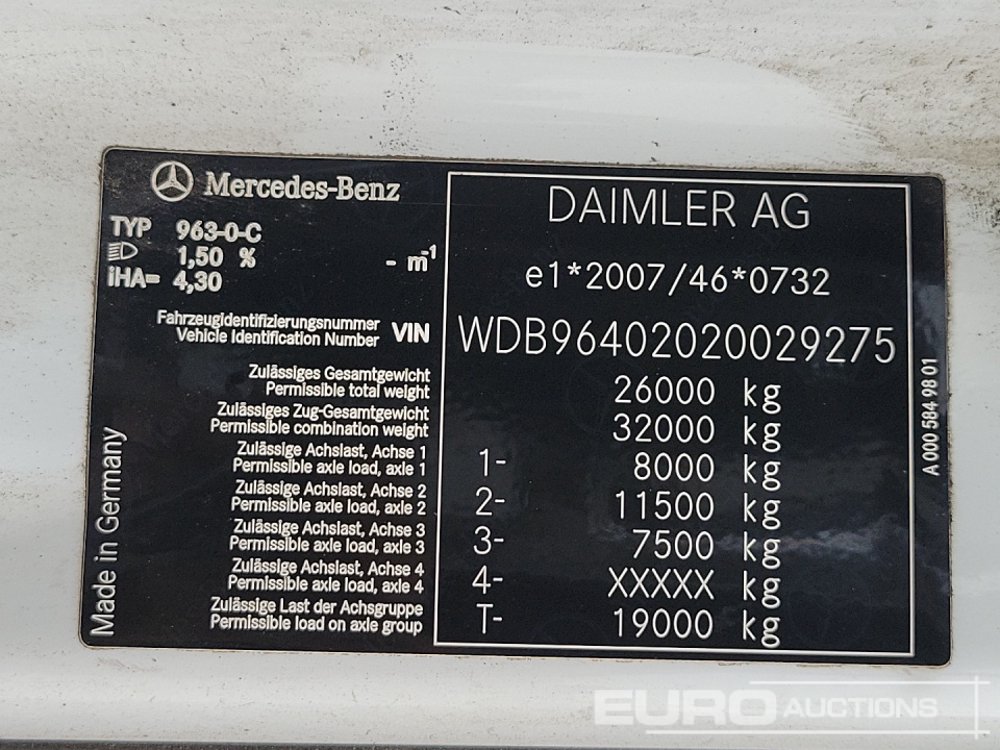 Mercedes-Benz
TYP 963-0-C
1,50 % - m-1
iHA= 4,30
DAIMLER AG
e1*2007/46*0732
Fahrzeugidentifizierungsnummer
Vehicle Identification Number VIN WDB96402020029275
Zulässiges Gesamtgewicht
Permissible total weight 26000 kg
Zulässiges Zug-Gesamtgewicht
Permissible combination weight 32000 kg
Zulässige Achslast, Achse 1
Permissible axle load, axle 1 1- 8000 kg
Zulässige Achslast, Achse 2
Permissible axle load, axle 2 2- 11500 kg
Zulässige Achslast, Achse 3
Permissible axle load, axle 3 3- 7500 kg
Zulässige Achslast, Achse 4
Permissible axle load, axle 4 4- XXXXX kg
Zulässige Last der Achsgruppe
Permissible load on axle group T- 19000 kg
Made in Germany
A 000 584 98 01
EURO AUCTIONS